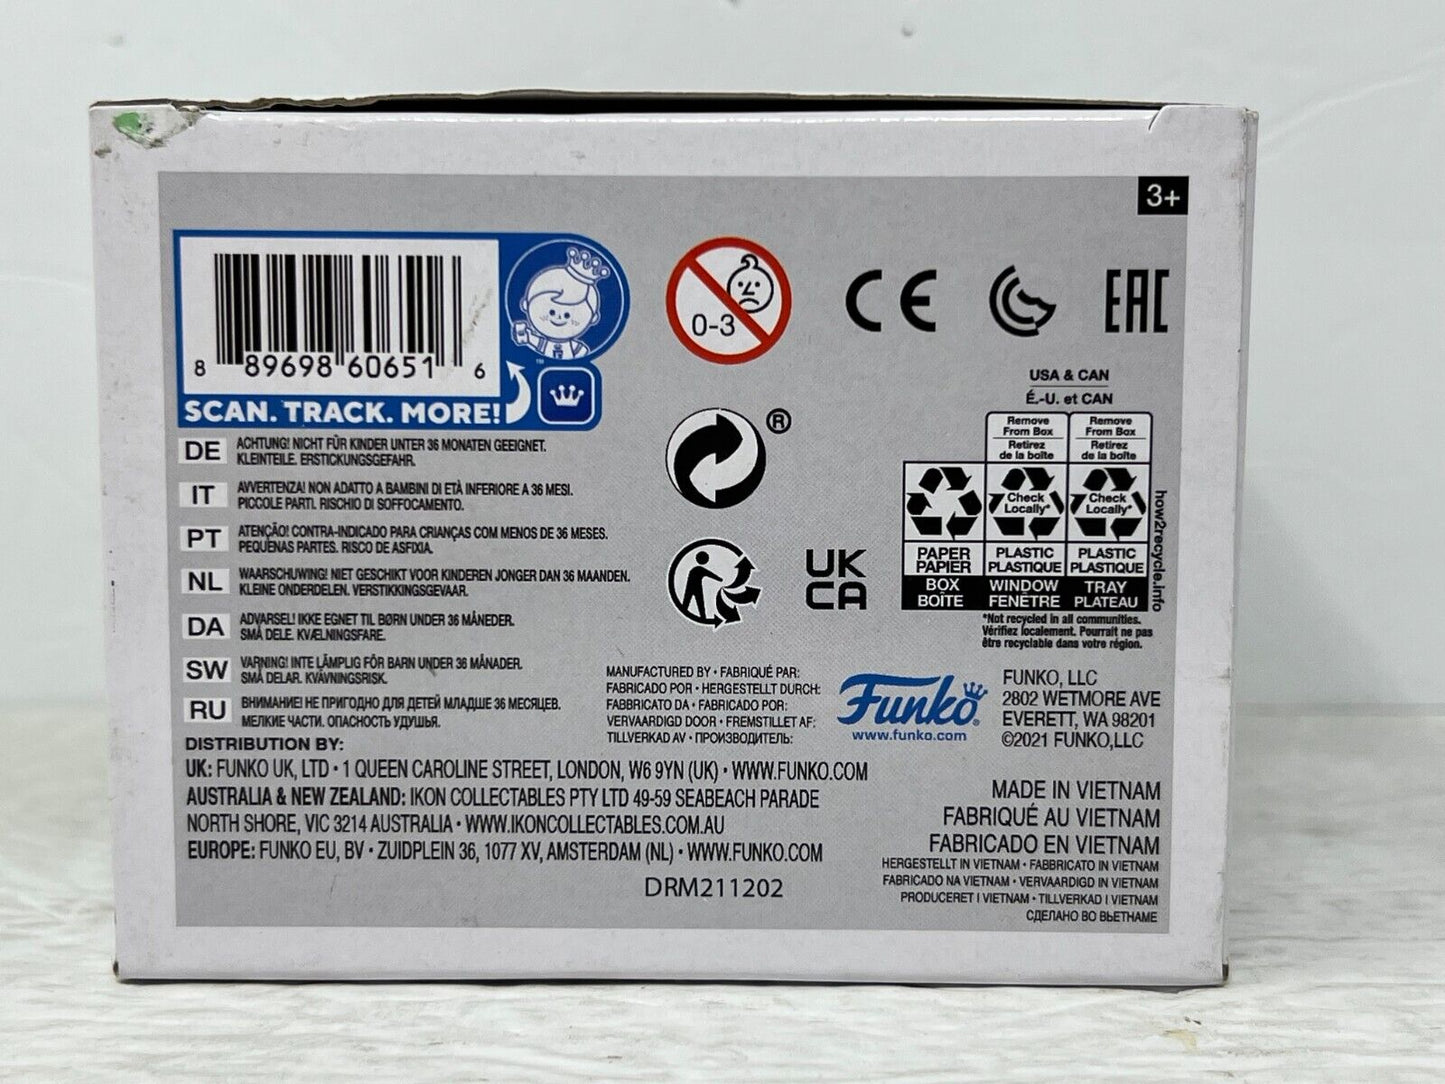 3+
8 89698 60651 6
SCAN. TRACK. MORE!
™
0-3
CE
EAC
USA & CAN
É.-U. et CAN
Remove From Box
Retirez de la boîte
Remove From Box
Retirez de la boîte
Check Locally*
Check Locally*
PAPER PAPIER
PLASTIC PLASTIQUE
PLASTIC PLASTIQUE
BOX BOÎTE
WINDOW FENÊTRE
TRAY PLATEAU
how2recycle.info
*Not recycled in all communities.
Vérifiez localement. Pourrait ne pas
être recyclable dans votre région.
®
UK
CA
DE ACHTUNG! NICHT FÜR KINDER UNTER 36 MONATEN GEEIGNET.
KLEINTEILE. ERSTICKUNGSGEFAHR.
IT AVVERTENZA! NON ADATTO A BAMBINI DI ETÀ INFERIORE A 36 MESI.
PICCOLE PARTI. RISCHIO DI SOFFOCAMENTO.
PT ATENÇÃO! CONTRA-INDICADO PARA CRIANÇAS COM MENOS DE 36 MESES.
PEQUENAS PARTES. RISCO DE ASFIXIA.
NL WAARSCHUWING! NIET GESCHIKT VOOR KINDEREN JONGER DAN 36 MAANDEN.
KLEINE ONDERDELEN. VERSTIKKINGSGEVAAR.
DA ADVARSEL! IKKE EGNET TIL BØRN UNDER 36 MÅNEDER.
SMÅ DELE. KVÆLNINGSFARE.
SW VARNING! INTE LÄMPLIG FÖR BARN UNDER 36 MÅNADER.
SMÅ DELAR. KVÄVNINGSRISK.
RU ВНИМАНИЕ! НЕ ПРИГОДНО ДЛЯ ДЕТЕЙ МЛАДШЕ 36 МЕСЯЦЕВ.
МЕЛКИЕ ЧАСТИ. ОПАСНОСТЬ УДУШЬЯ.
MANUFACTURED BY • FABRIQUÉ PAR:
FABRICADO POR • HERGESTELLT DURCH:
FABBRICATO DA • FABRICADO POR:
VERVAARDIGD DOOR • FREMSTILLET AF:
TILLVERKAD AV • ПРОИЗВОДИТЕЛЬ:
Funko®
www.funko.com
FUNKO, LLC
2802 WETMORE AVE
EVERETT, WA 98201
©2021 FUNKO,LLC
DISTRIBUTION BY:
UK: FUNKO UK, LTD • 1 QUEEN CAROLINE STREET, LONDON, W6 9YN (UK) • WWW.FUNKO.COM
AUSTRALIA & NEW ZEALAND: IKON COLLECTABLES PTY LTD 49-59 SEABEACH PARADE
NORTH SHORE, VIC 3214 AUSTRALIA • WWW.IKONCOLLECTABLES.COM.AU
EUROPE: FUNKO EU, BV • ZUIDPLEIN 36, 1077 XV, AMSTERDAM (NL) • WWW.FUNKO.COM
DRM211202
MADE IN VIETNAM
FABRIQUÉ AU VIETNAM
FABRICADO EN VIETNAM
HERGESTELLT IN VIETNAM • FABBRICATO IN VIETNAM
FABRICADO NA VIETNAM • VERVAARDIGD IN VIETNAM
PRODUCERET I VIETNAM • TILLVERKAD I VIETNAM
СДЕЛАНО ВО ВЬЕТНАМЕ